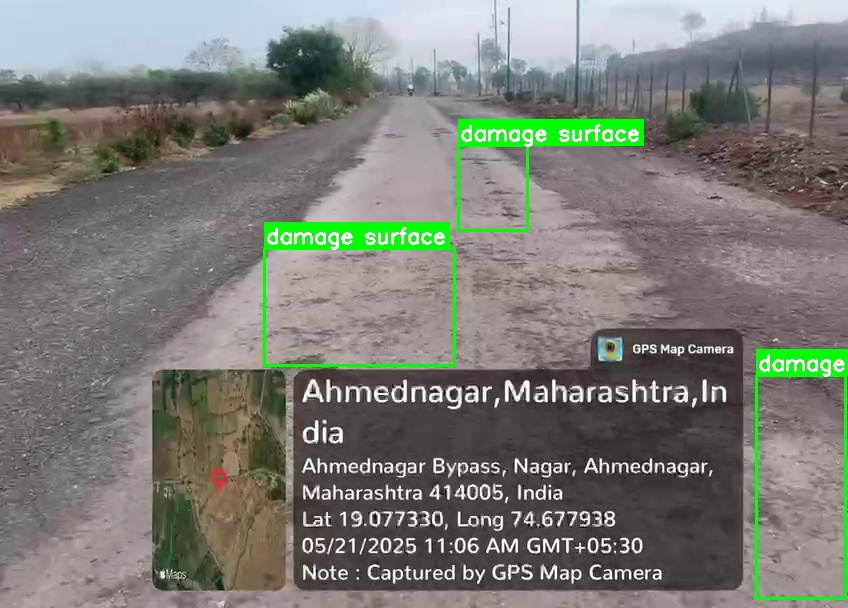 damage surface
damage surface
GPS Map Camera
damage
Ahmednagar,Maharashtra,In
dia
Ahmednagar Bypass, Nagar, Ahmednagar,
Maharashtra 414005, India
Lat 19.077330, Long 74.677938
05/21/2025 11:06 AM GMT+05:30
Note : Captured by GPS Map Camera
Maps